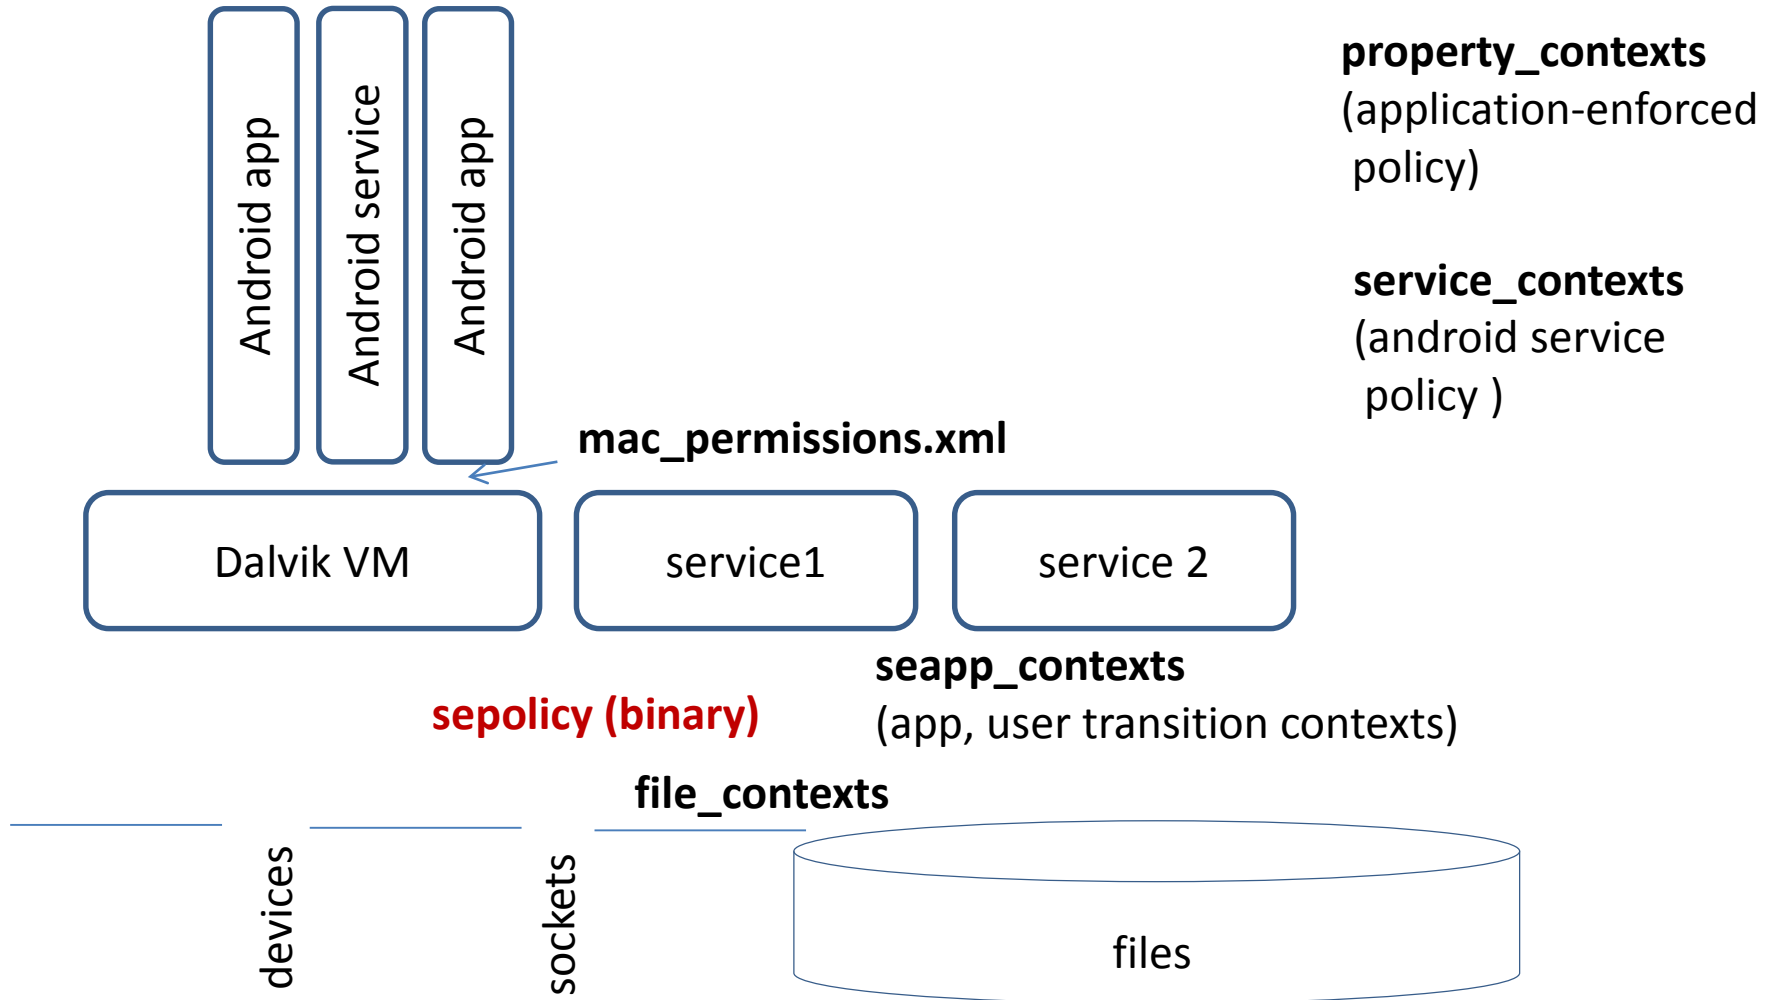 Android app
Android service
Android app
property_contexts
(application-enforced
policy)
service_contexts
(android service
policy )
mac_permissions.xml
Dalvik VM
service1
service 2
seapp_contexts
(app, user transition contexts)
sepolicy (binary)
file_contexts
devices
sockets
files